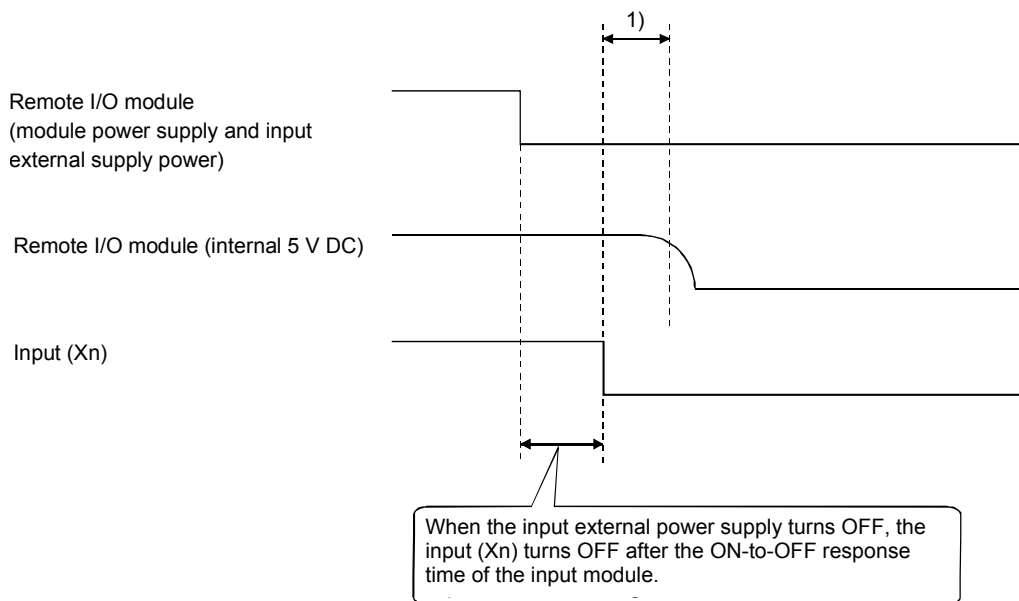 1)
Remote I/O module
(module power supply and input
external supply power)
Remote I/O module (internal 5 V DC)
Input (Xn)
When the input external power supply turns OFF, the
input (Xn) turns OFF after the ON-to-OFF response
time of the input module.